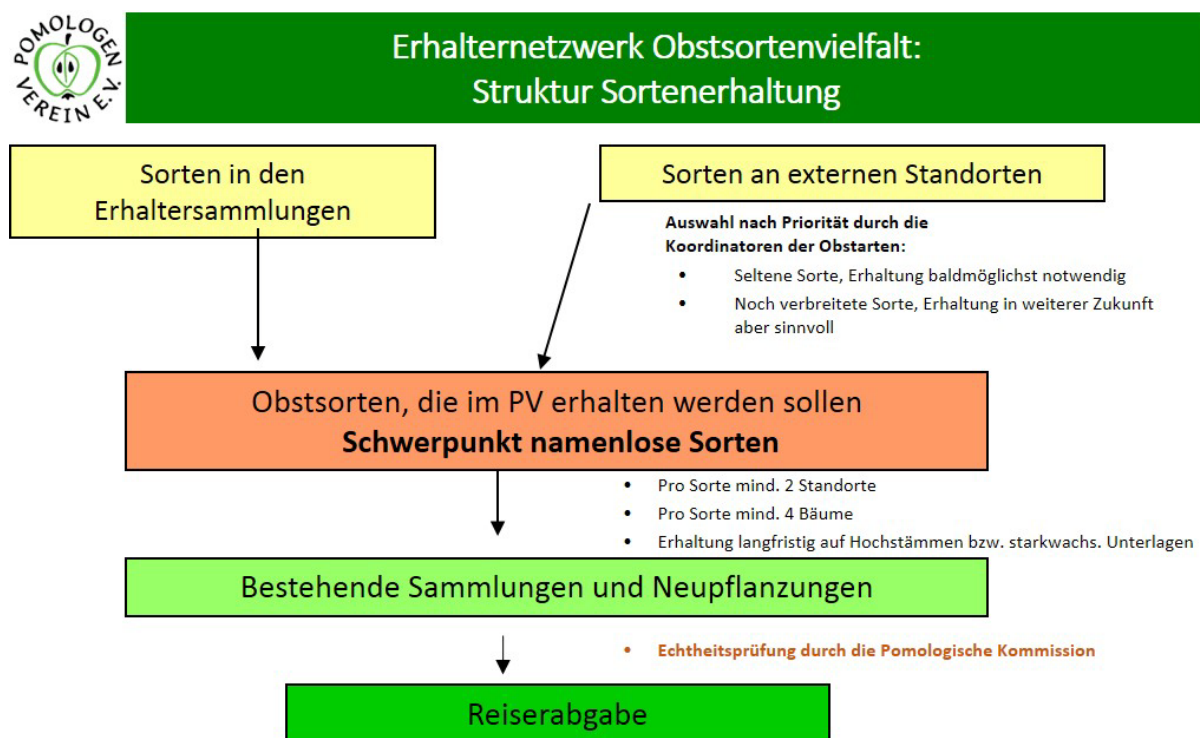 POMOLOGEN
VEREIN E.V.
Erhalternetzwerk Obstsortenvielfalt:
Struktur Sortenerhaltung
Sorten in den
Erhaltersammlungen
Sorten an externen Standorten
Auswahl nach Priorität durch die
Koordinatoren der Obstarten:
• Seltene Sorte, Erhaltung baldmöglichst notwendig
• Noch verbreitete Sorte, Erhaltung in weiterer Zukunft
aber sinnvoll
Obstsorten, die im PV erhalten werden sollen
Schwerpunkt namenlose Sorten
• Pro Sorte mind. 2 Standorte
• Pro Sorte mind. 4 Bäume
• Erhaltung langfristig auf Hochstämmen bzw. starkwachs. Unterlagen
Bestehende Sammlungen und Neupflanzungen
• Echtheitsprüfung durch die Pomologische Kommission
Reiserabgabe